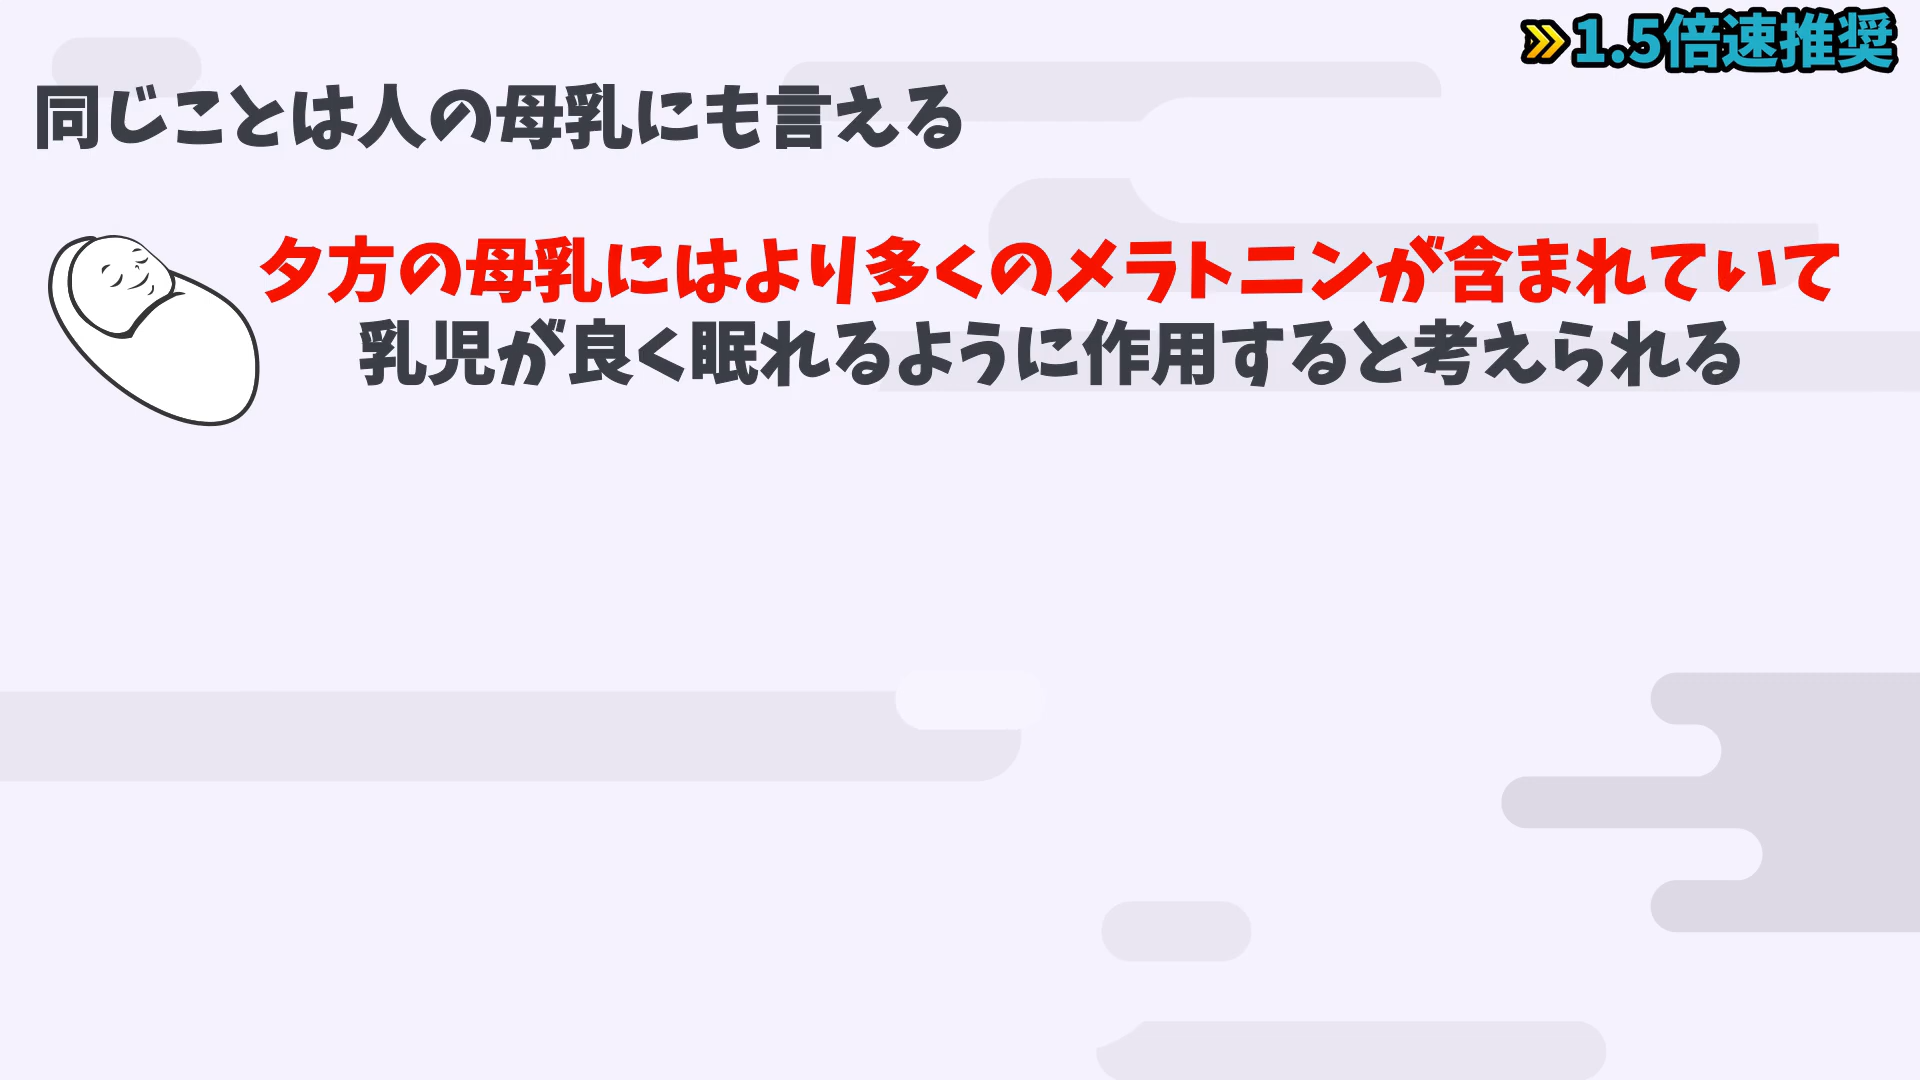 1.5倍速推奨
同じことは人の母乳にも言える
夕方の母乳にはより多くのメラトニンが含まれていて
乳児が良く眠れるように作用すると考えられる